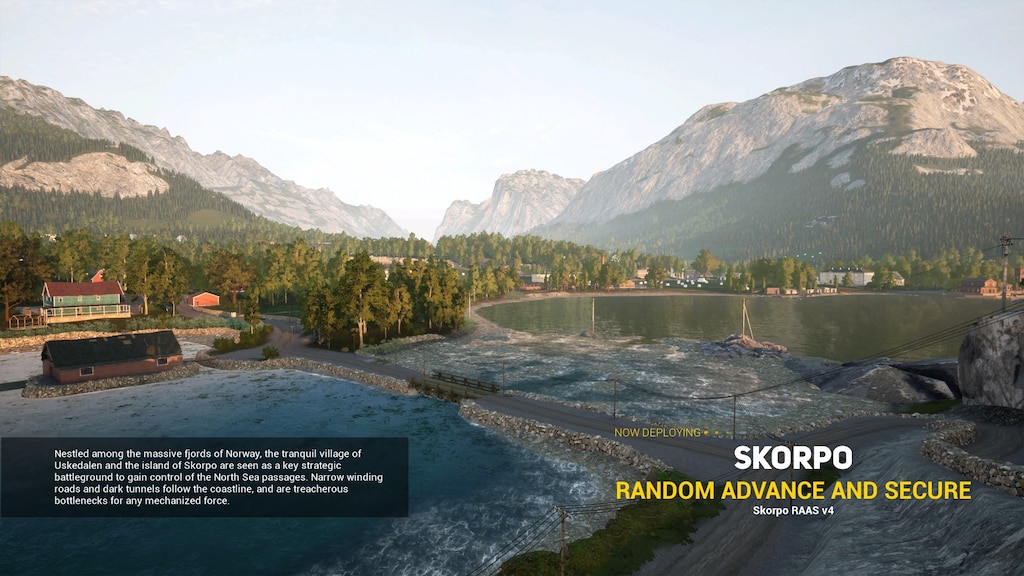 Nestled among the massive fjords of Norway, the tranquil village of
Uskedalen and the island of Skorpo are seen as a key strategic
battleground to gain control of the North Sea passages. Narrow winding
roads and dark tunnels follow the coastline, and are treacherous
bottlenecks for any mechanized force.
NOW DEPLOYING
SKORPO
RANDOM ADVANCE AND SECURE
Skorpo RAAS v4